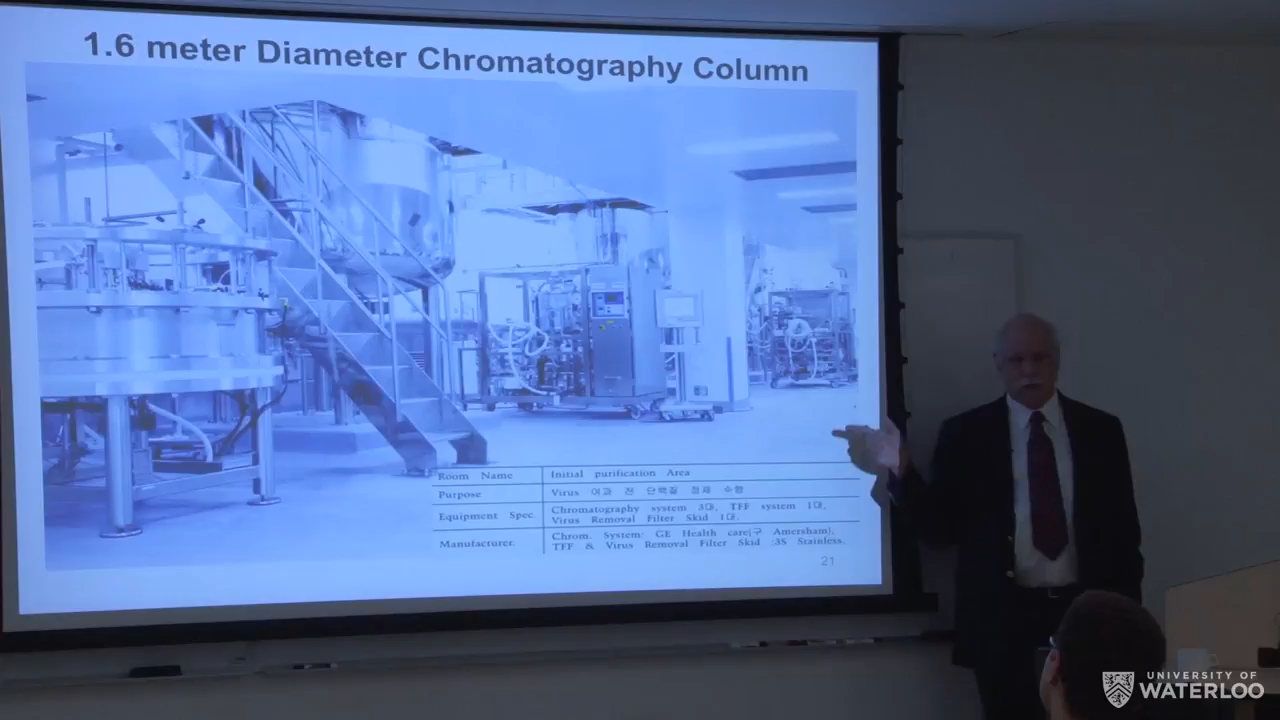 1.6 meter Diameter Chromatography Column
Room Name Initial purification Area
Purpose Virus 여과 전 단백질 정제 수행
Equipment Spec. Chromatography system 3대, TFF system 1대,
Virus Removal Filter Skid 1대.
Manufacturer. Chrom. System: GE Health care(구 Amersham),
TFF & Virus Removal Filter Skid :3S Stainless.
21
UNIVERSITY OF
WATERLOO